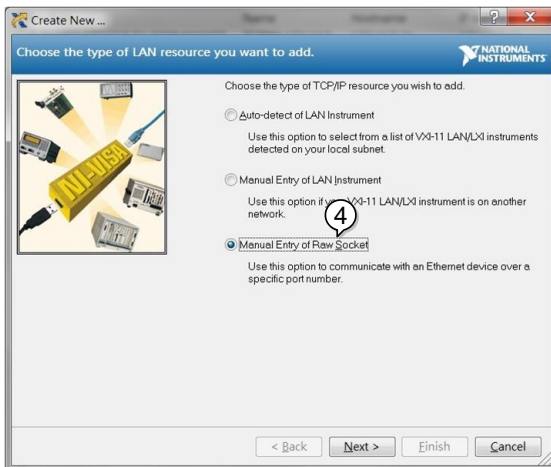 Create New ...
Choose the type of LAN resource you want to add.
NATIONAL
INSTRUMENTS
NI-VISA
Choose the type of TCP/IP resource you wish to add.
Auto-detect of LAN Instrument
Use this option to select from a list of VXI-11 LAN/LXI instruments
detected on your local subnet.
Manual Entry of LAN Instrument
Use this option if VXI-11 LAN/LXI instrument is on another
network.
4
Manual Entry of Raw Socket
Use this option to communicate with an Ethernet device over a
specific port number.
< Back
Next >
Finish
Cancel